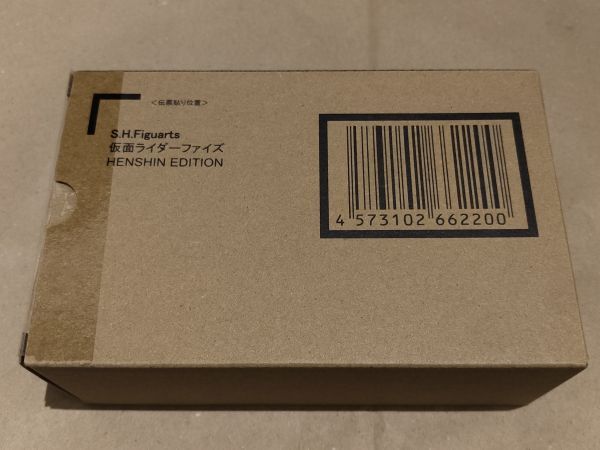 ＜伝票貼り位置＞
S.H.Figuarts
仮面ライダーファイズ
HENSHIN EDITION
4 573102 662200